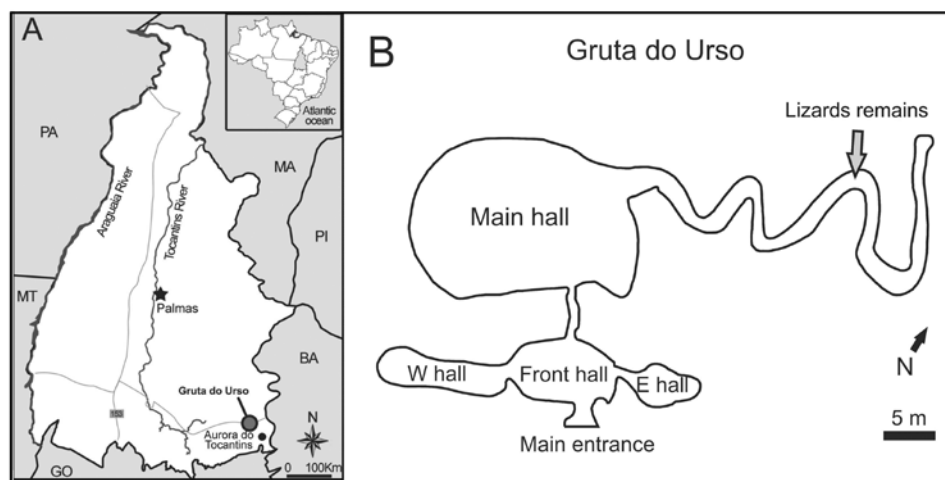 A
Atlantic
ocean
PA
MA
Araguaia River
Tocantins River
PI
MT
Palmas
BA
Gruta do Urso
153
Aurora do
Tocantins
N
GO
0 100Km
B
Gruta do Urso
Lizards remains
Main hall
N
W hall
Front hall
E hall
5 m
Main entrance